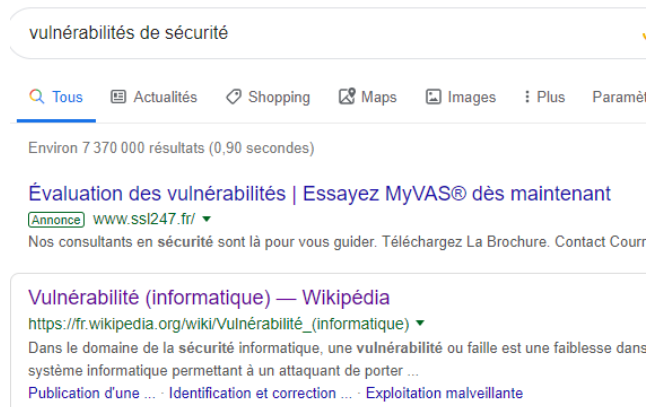 vulnérabilités de sécurité
Tous Actualités Shopping Maps Images Plus Paramèt
Environ 7 370 000 résultats (0,90 secondes)
Évaluation des vulnérabilités | Essayez MyVAS® dès maintenant
Annonce www.ssl247.fr/
Nos consultants en sécurité sont là pour vous guider. Téléchargez La Brochure. Contact Courr
Vulnérabilité (informatique) — Wikipédia
https://fr.wikipedia.org/wiki/Vulnérabilité_(informatique)
Dans le domaine de la sécurité informatique, une vulnérabilité ou faille est une faiblesse dans
système informatique permettant à un attaquant de porter ...
Publication d'une ... · Identification et correction ... · Exploitation malveillante